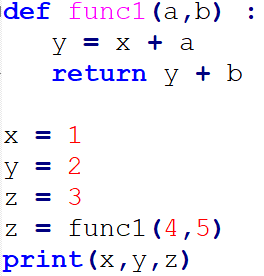 def func1(a,b) :
    y = x + a
    return y + b

x = 1
y = 2
z = 3
z = func1(4,5)
print(x,y,z)